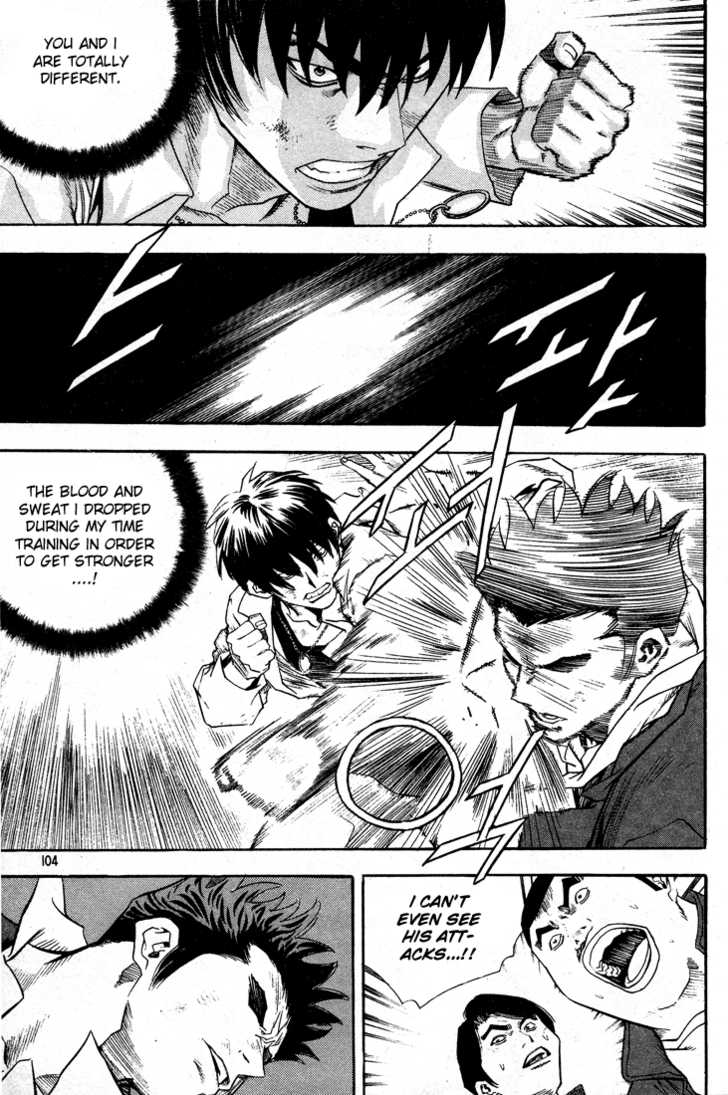 YOU AND I
ARE TOTALLY
DIFFERENT.
THE BLOOD AND
SWEAT I DROPPED
DURING MY TIME
TRAINING IN ORDER
TO GET STRONGER
....!
104
I CAN'T
EVEN SEE
HIS ATT-
ACKS...!!